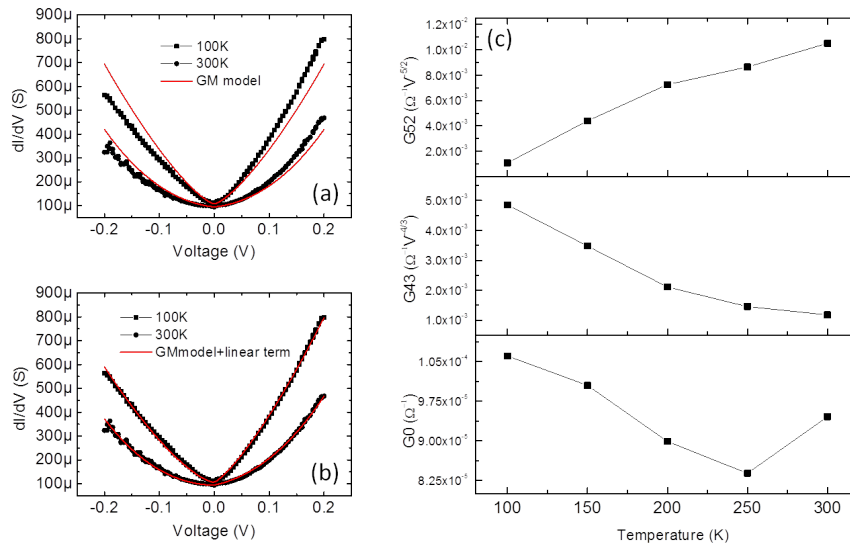 900μ
800μ
700μ
600μ
500μ
400μ
300μ
200μ
100μ
dI/dV (S)
100K
300K
GM model
(a)
-0.2 -0.1 0.0 0.1 0.2
Voltage (V)
900μ
800μ
700μ
600μ
500μ
400μ
300μ
200μ
100μ
dI/dV (S)
100K
300K
GMmodel+linear term
(b)
-0.2 -0.1 0.0 0.1 0.2
Voltage (V)
(c)
1.2x10⁻²
1.0x10⁻²
8.0x10⁻³
6.0x10⁻³
4.0x10⁻³
2.0x10⁻³
G52 (Ω⁻¹V⁻⁵ᐟ²)
5.0x10⁻³
4.0x10⁻³
3.0x10⁻³
2.0x10⁻³
1.0x10⁻³
G43 (Ω⁻¹V⁻⁴ᐟ³)
1.05x10⁻⁴
9.75x10⁻⁵
9.00x10⁻⁵
8.25x10⁻⁵
G0 (Ω⁻¹)
100 150 200 250 300
Temperature (K)